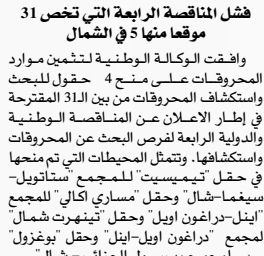 فشل المناقصة الرابعة التي تخص 31
موقعا منها 5 في الشمال
وافقت الوكالة الوطنية لتثمين موارد
المحروقات على منح 4 حقول للبحث
واستكشاف المحروقات من بين الـ31 المقترحة
في إطار الاعلان عن المناقصة الوطنية
والدولية الرابعة لفرص البحث عن المحروقات
واستكشافها. وتتمثل المحيطات التي تم منحها
في حقل "تيميسيت" للمجمع "ستاتويل-
سيغما-شال" وحقل "مساري اكالي" للمجمع
"اينل-دراغون اويل" وحقل "تينهرت شمال"
لمجمع "دراغون اويل-اينل" وحقل "بوغزول"